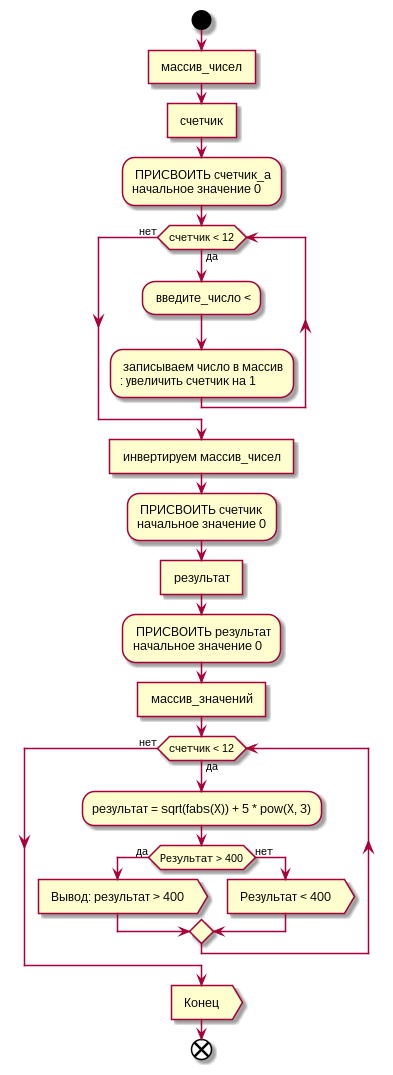 массив_чисел
счетчик
ПРИСВОИТЬ счетчик_а
начальное значение 0
счетчик < 12
нет
да
введите_число <
записываем число в массив
: увеличить счетчик на 1
инвертируем массив_чисел
ПРИСВОИТЬ счетчик
начальное значение 0
результат
ПРИСВОИТЬ результат
начальное значение 0
массив_значений
счетчик < 12
нет
да
результат = sqrt(fabs(X)) + 5 * pow(X, 3)
Результат > 400
да
нет
Вывод: результат > 400
Результат < 400
Конец